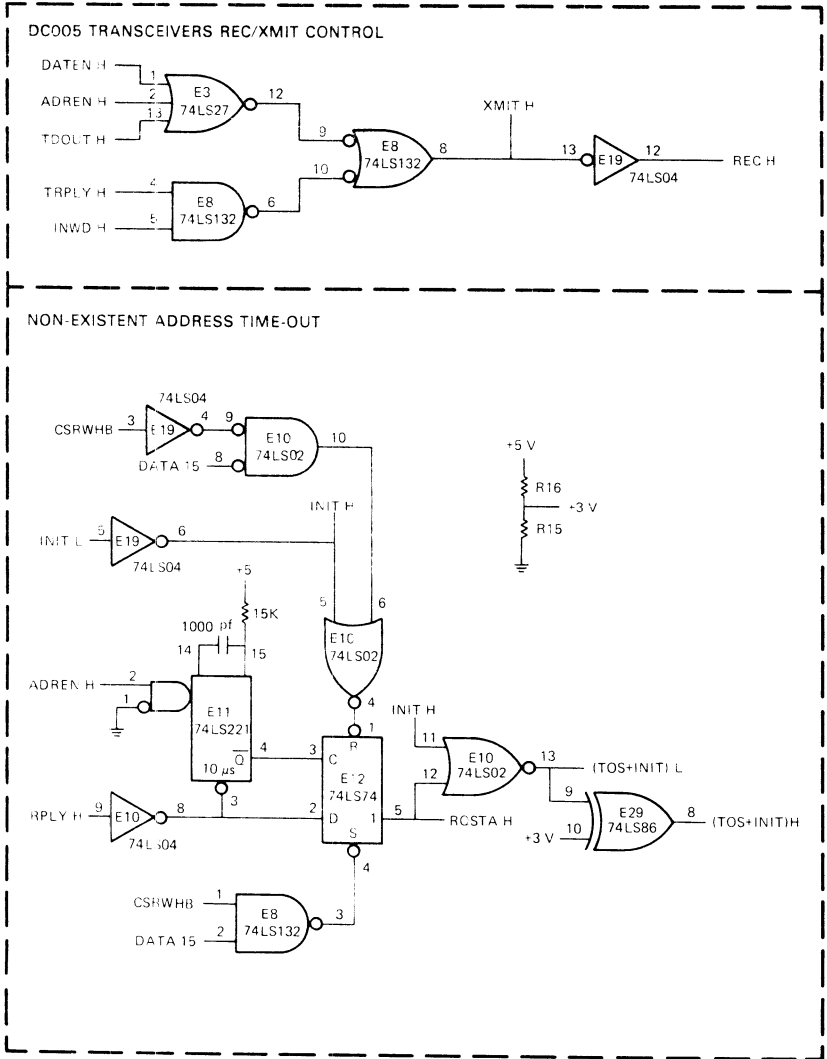 DC005 TRANSCEIVERS REC/XMIT CONTROL
DATEN H
1
ADREN H
2
TDOUT H
13
E3
74LS27
12
TRPLY H
4
INWD H
5
E8
74LS132
6
9
10
E8
74LS132
8
XMIT H
13
E19
74LS04
12
REC H
NON-EXISTENT ADDRESS TIME-OUT
74LS04
CSRWHB
3
E19
4
9
DATA 15
8
E10
74LS02
10
+5 V
R16
+3 V
R15
INIT H
INIT L
5
E19
6
74LS04
+5
15K
1000 pf
14
15
5
6
E10
74LS02
4
ADREN H
2
1
E11
74LS221
Q
4
10 µs
3
1
R
3
C
E12
74LS74
2
D
1
5
S
4
INIT H
11
12
E10
74LS02
13
(TOS+INIT) L
RCSTA H
9
10
+3 V
E29
74LS86
8
(TOS+INIT)H
RPLY H
9
E10
8
74LS04
CSRWHB
1
DATA 15
2
E8
74LS132
3